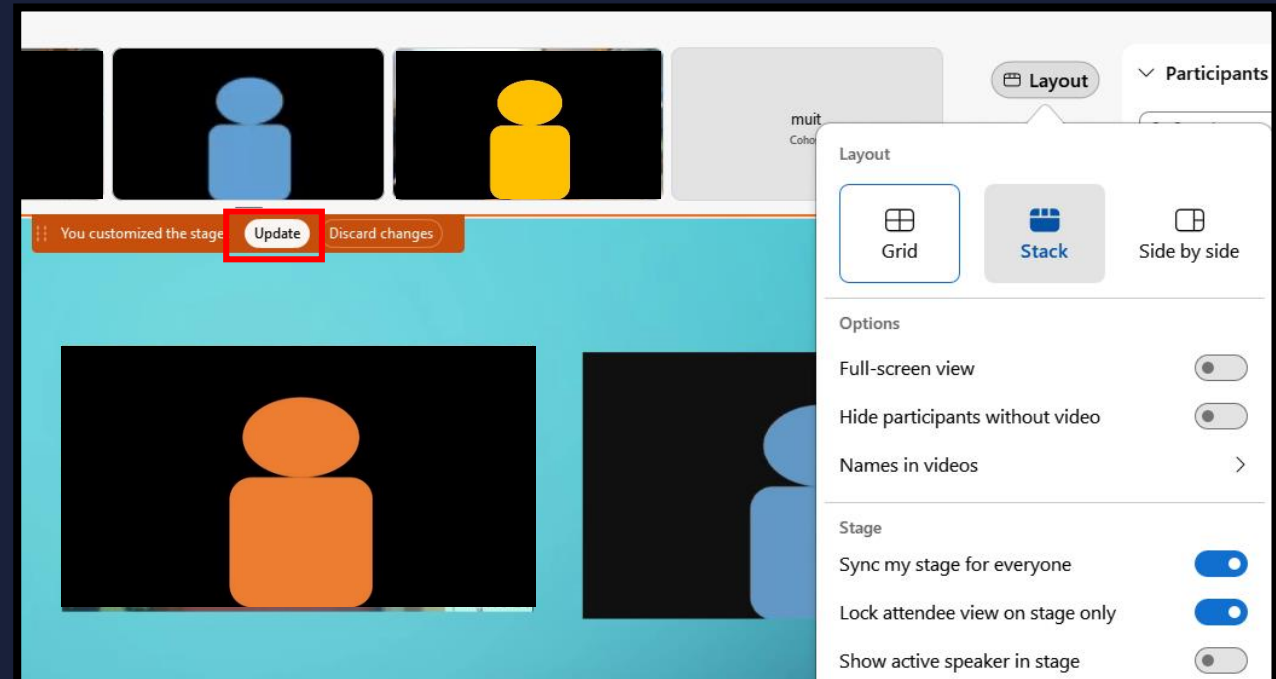 Layout
Participants
muit
Layout
Grid
Stack
Side by side
You customized the stage
Update
Discard changes
Options
Full-screen view
Hide participants without video
Names in videos
Stage
Sync my stage for everyone
Lock attendee view on stage only
Show active speaker in stage